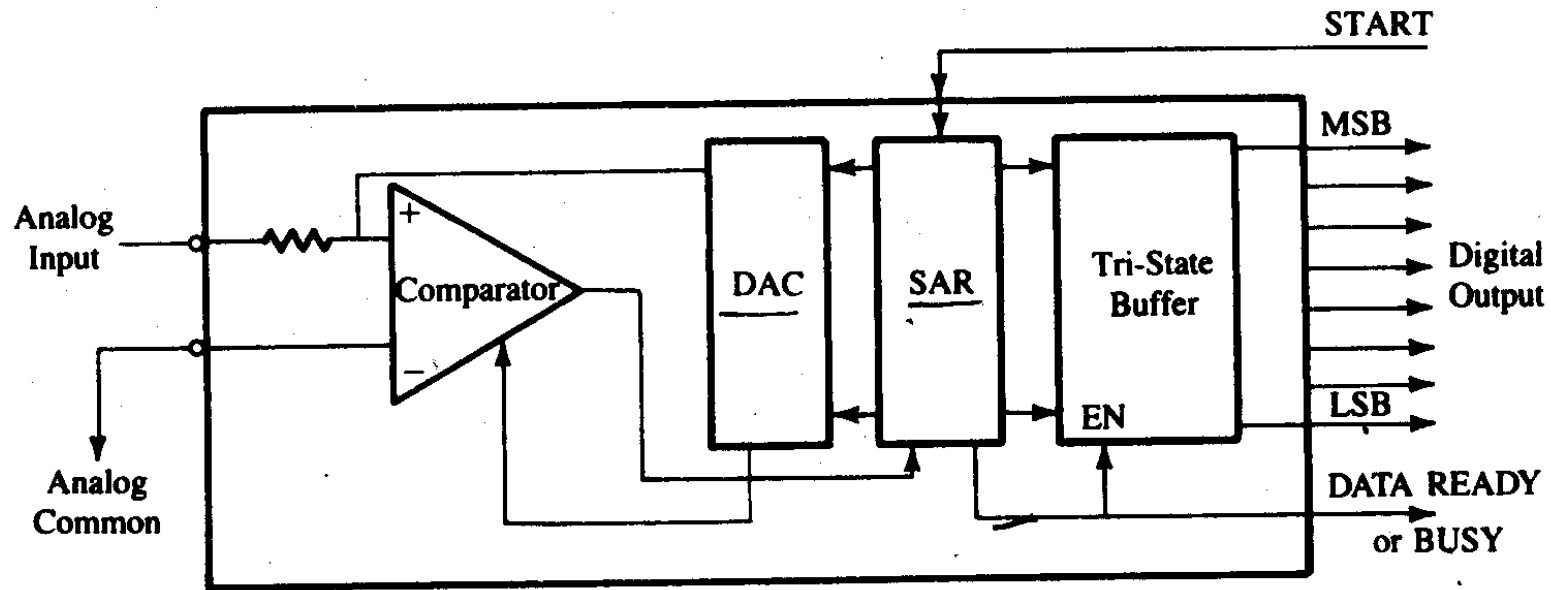 START
MSB
Analog
Input
+
Comparator
−
DAC
SAR
Tri-State
Buffer
EN
Digital
Output
LSB
Analog
Common
DATA READY
or BUSY